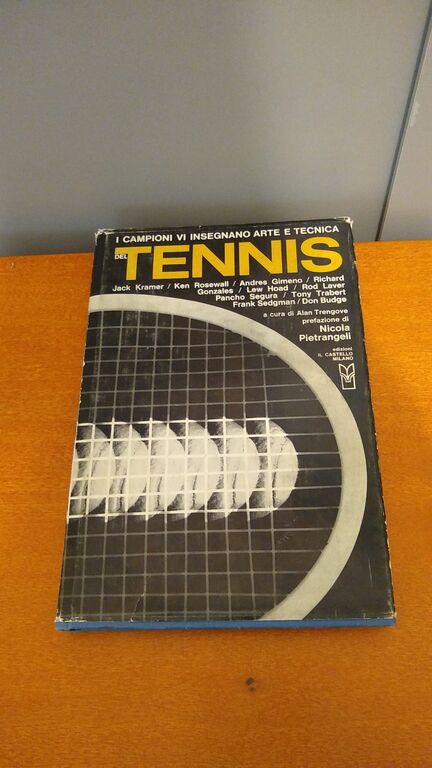 I CAMPIONI VI INSEGNANO ARTE E TECNICA
DEL TENNIS
Jack Kramer / Ken Rosewall / Andres Gimeno / Richard
Gonzales / Lew Hoad / Rod Laver
Pancho Segura / Tony Trabert
Frank Sedgman / Don Budge
a cura di Alan Trengove
prefazione di
Nicola
Pietrangeli
edizioni
IL CASTELLO
MILANO